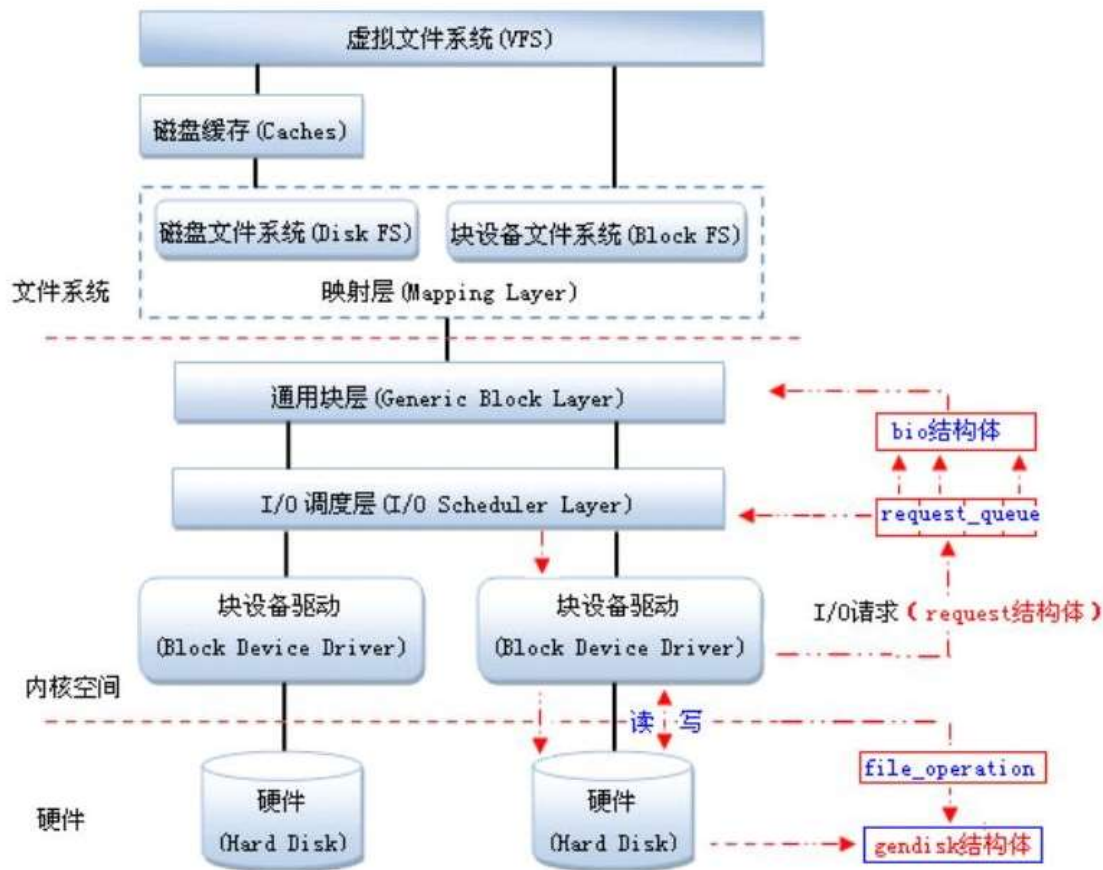 虚拟文件系统(VFS)
磁盘缓存(Caches)
磁盘文件系统(Disk FS)
块设备文件系统(Block FS)
文件系统
映射层(Mapping Layer)
通用块层(Generic Block Layer)
bio结构体
I/O 调度层(I/O Scheduler Layer)
request_queue
块设备驱动
(Block Device Driver)
块设备驱动
(Block Device Driver)
I/O请求(request结构体)
内核空间
读 写
file_operation
硬件
硬件
(Hard Disk)
硬件
(Hard Disk)
gendisk结构体